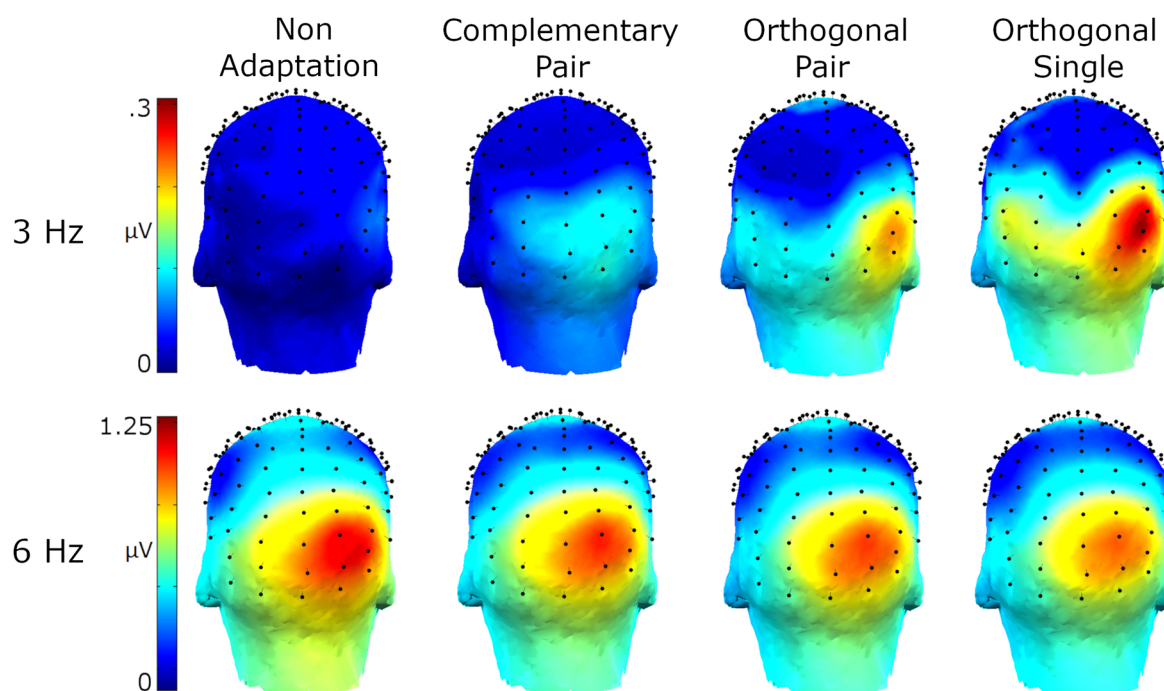 Non
Adaptation
Complementary
Pair
Orthogonal
Pair
Orthogonal
Single
.3
3 Hz
μV
0
1.25
6 Hz
μV
0